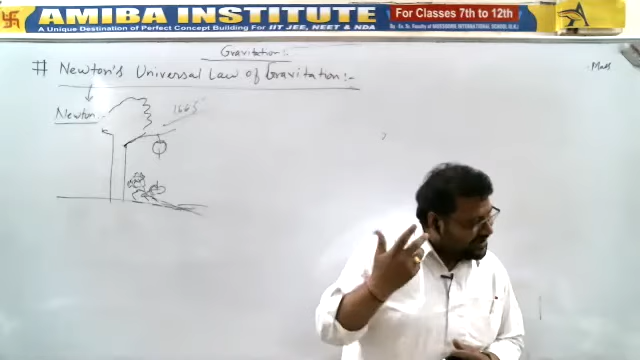 AMIBA INSTITUTE
A Unique Destination of Perfect Concept Building For IIT JEE, NEET & NDA
For Classes 7th to 12th
Gravitation:-
# Newton's Universal Law of Gravitation:-
Mass
Newton
1665